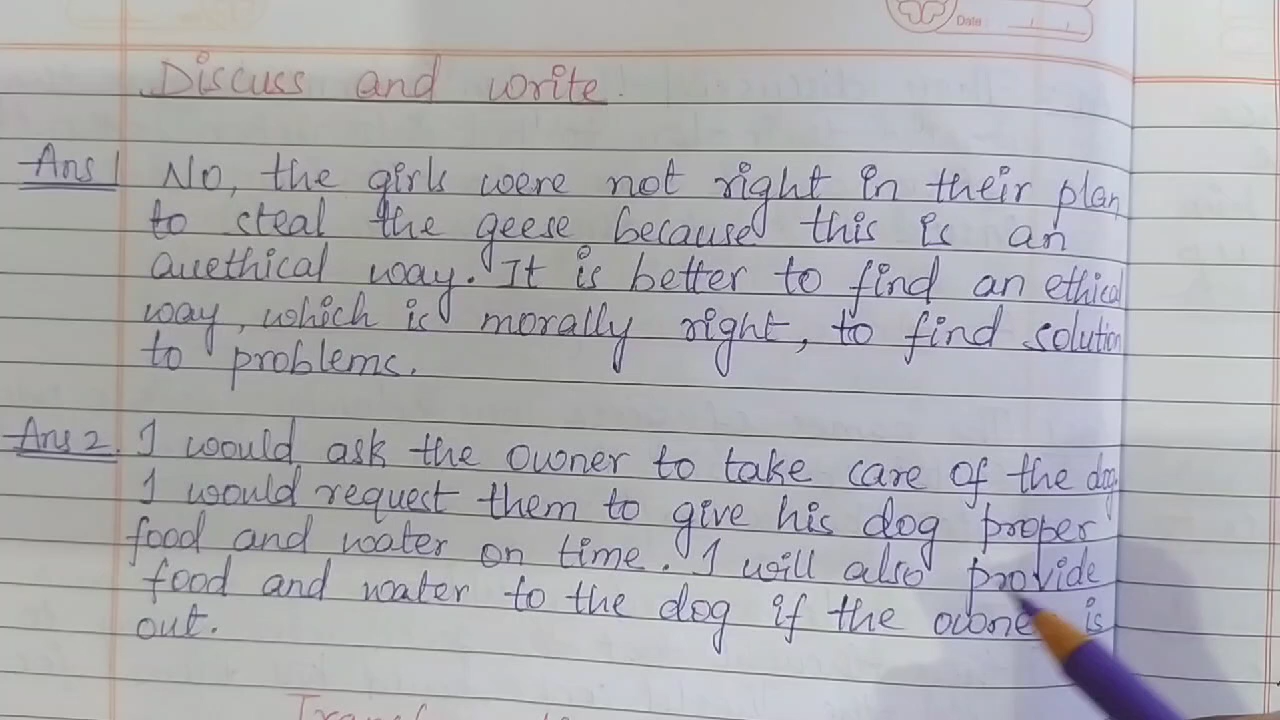 Date
Discuss and write.
Ans 1 No, the girls were not right in their plan
to steal the geese because this is an
auethical way. It is better to find an ethical
way, which is morally right, to find solution
to problems.
Ans 2. I would ask the owner to take care of the dog
I would request them to give his dog proper
food and water on time. I will also provide
food and water to the dog if the owner is
out.